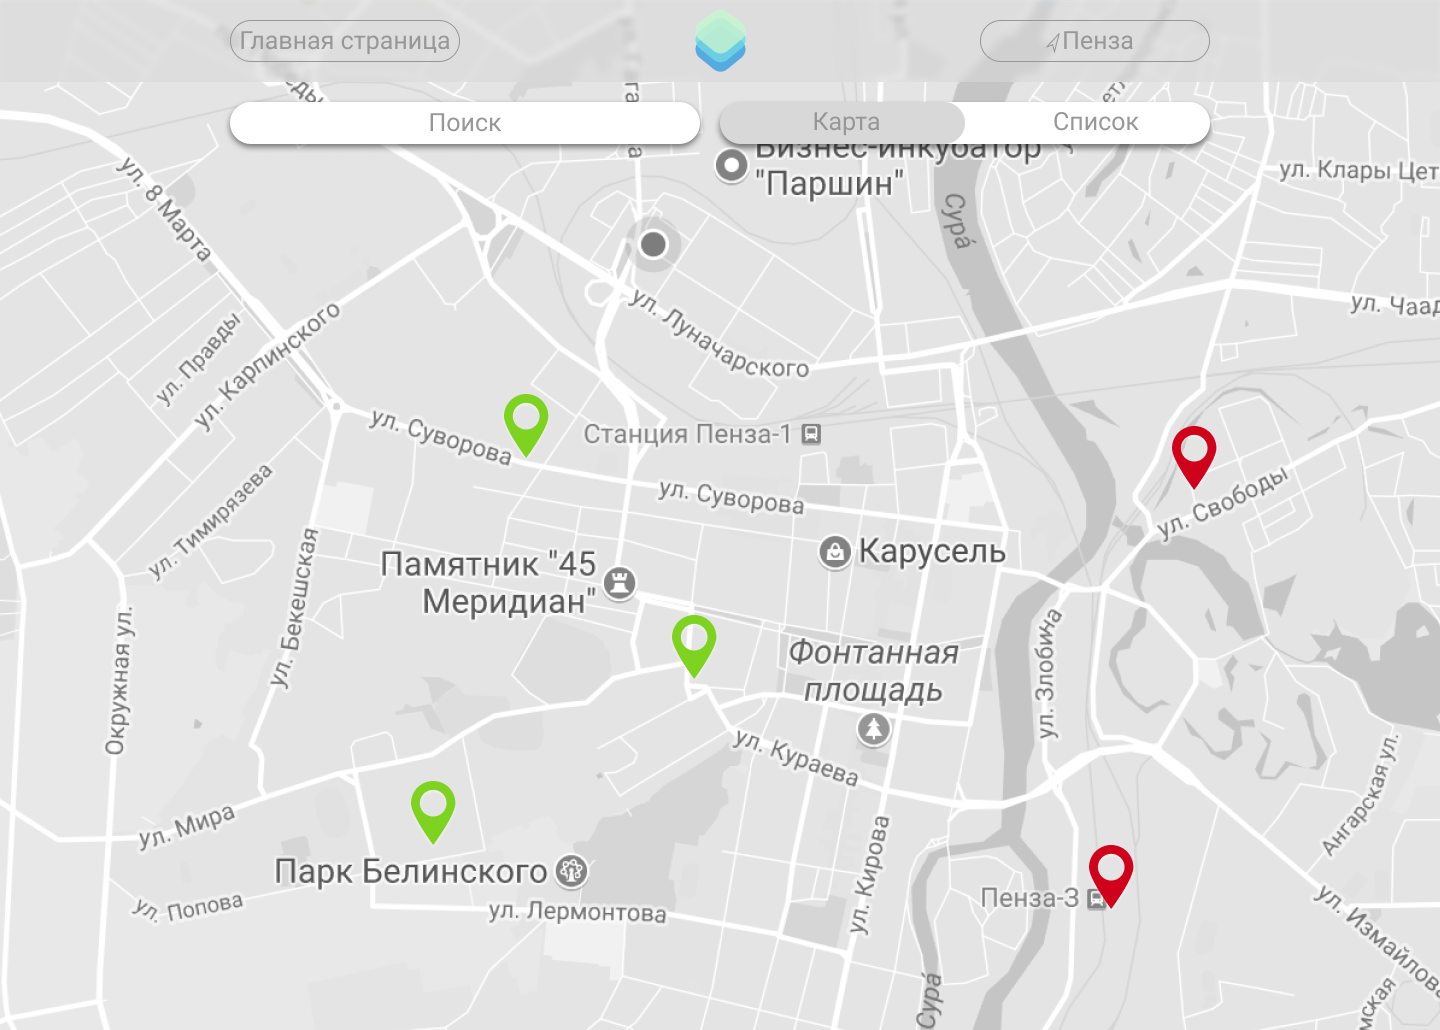 Главная страница
Пенза
Поиск
Карта
Список
Бизнес-инкубатор
"Паршин"
ул. Клары Цет
ул. 8 Марта
Сура́
ул. Чаад
ул. Луначарского
ул. Правды
ул. Карпинского
ул. Суворова
Станция Пенза-1
ул. Суворова
ул. Свободы
ул. Тимирязева
Карусель
Памятник "45
Меридиан"
ул. Бекешская
Окружная ул.
Фонтанная
площадь
ул. Злобина
ул. Кураева
Ангарская ул.
ул. Мира
Парк Белинского
ул. Кирова
Пенза-3
ул. Попова
ул. Лермонтова
ул. Измайлова
Сура́